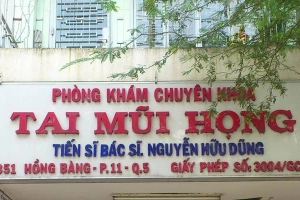 PHÒNG KHÁM CHUYÊN KHOA
TAI MŨI HỌNG
TIẾN SĨ BÁC SĨ. NGUYỄN HỮU DŨNG
351 HỒNG BÀNG - P.11 - Q.5 GIẤY PHÉP SỐ: 3004/GC